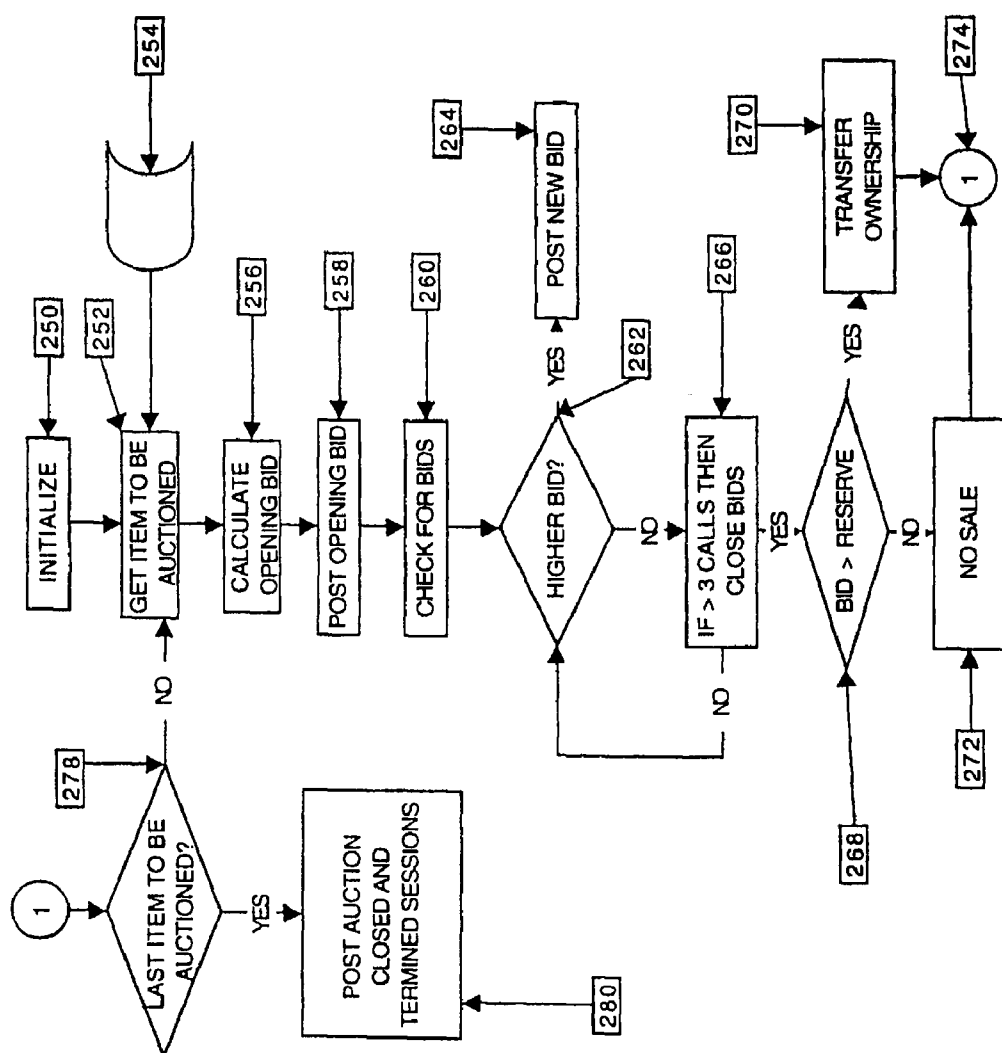 1
278
LAST ITEM TO BE
AUCTIONED?
NO
YES
POST AUCTION
CLOSED AND
TERMINED SESSIONS
280
250
INITIALIZE
252
254
GET ITEM TO BE
AUCTIONED
256
CALCULATE
OPENING BID
258
POST OPENING BID
260
CHECK FOR BIDS
HIGHER BID?
262
YES
264
POST NEW BID
NO
266
IF > 3 CALLS THEN
CLOSE BIDS
NO
YES
268
BID > RESERVE
YES
270
TRANSFER
OWNERSHIP
NO
272
NO SALE
274
1